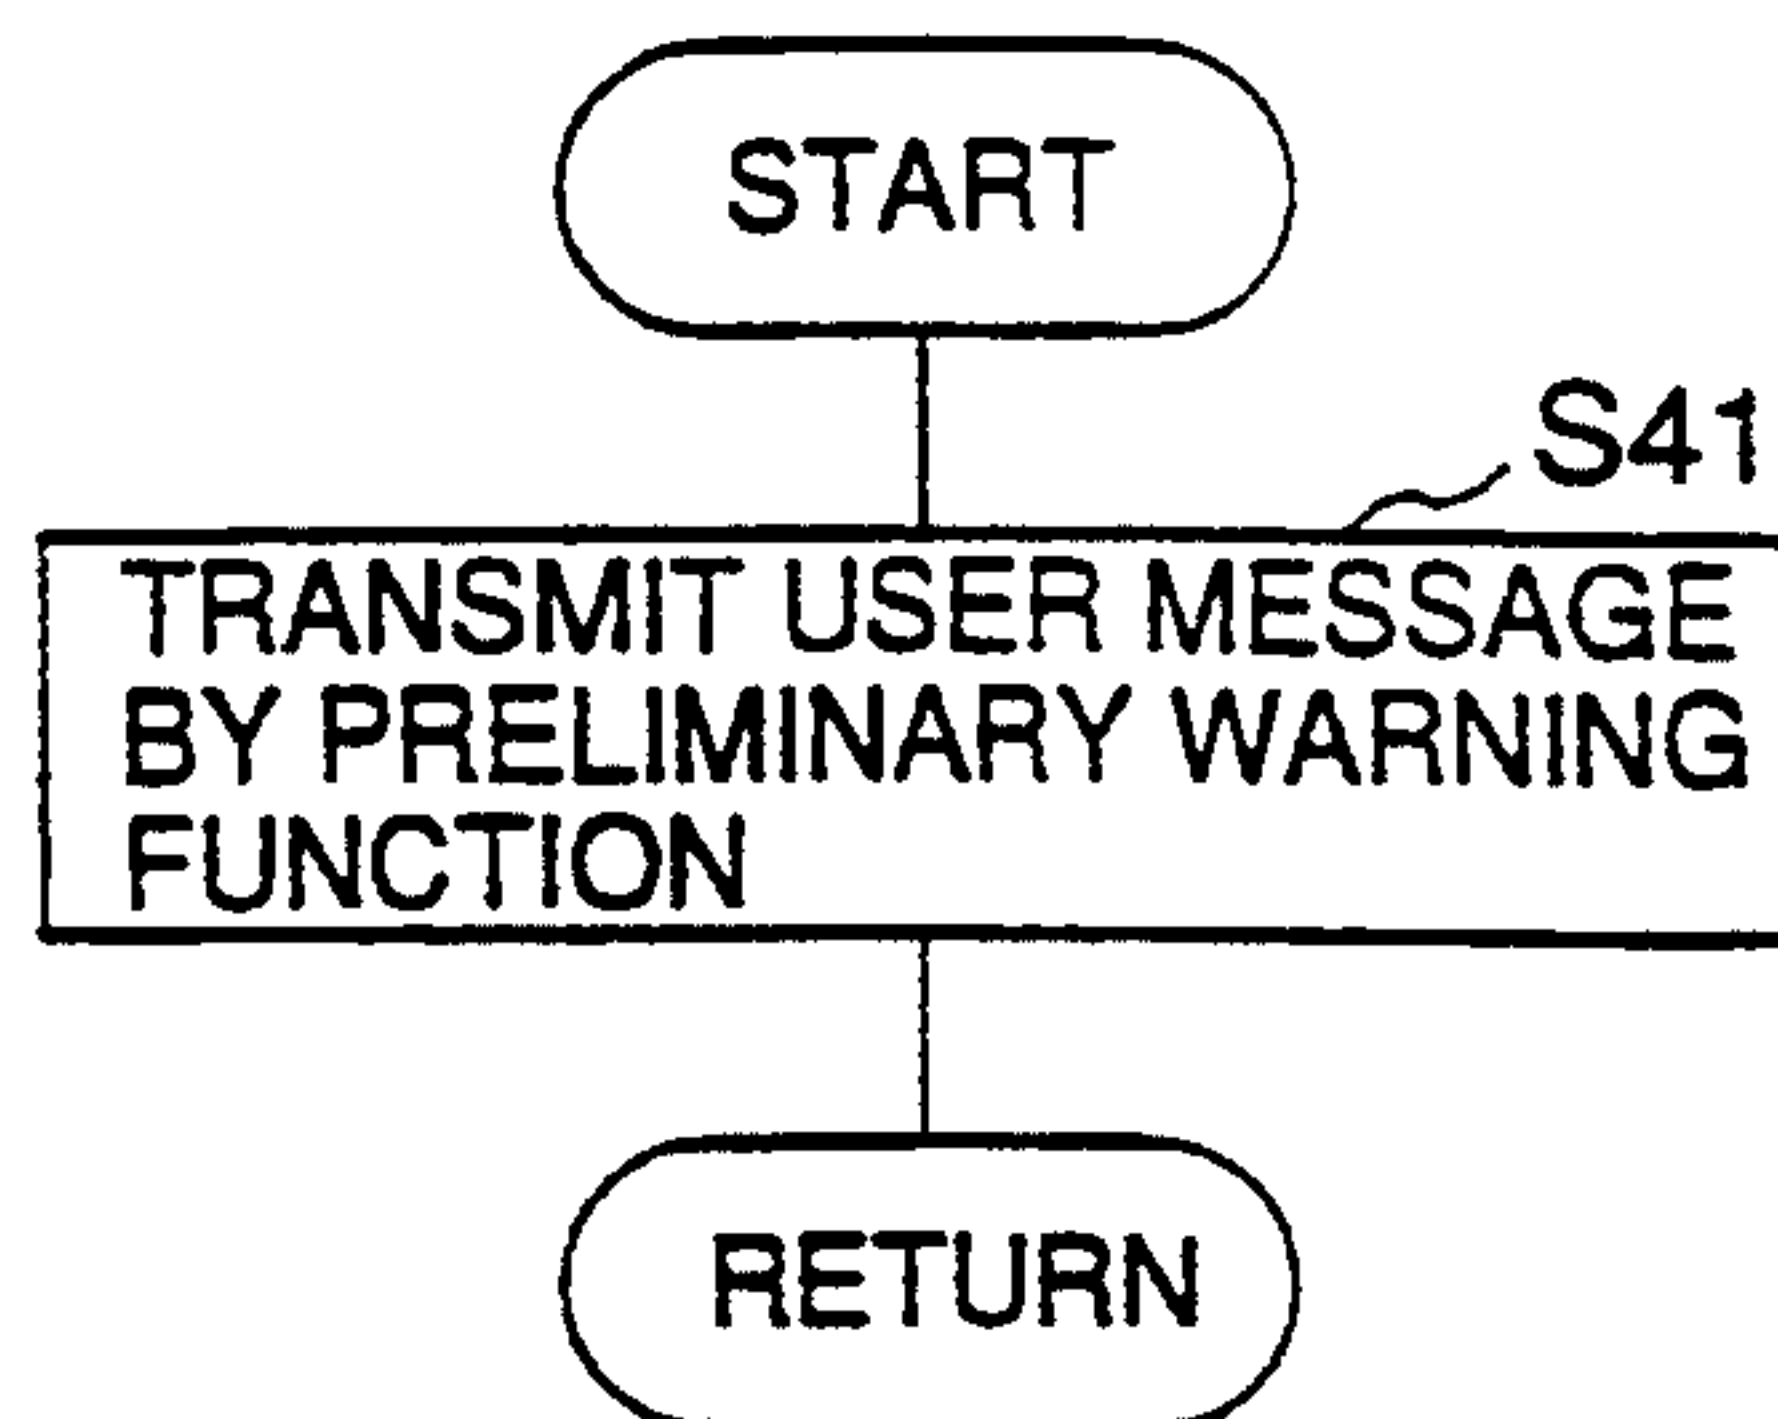 START
S41
TRANSMIT USER MESSAGE
BY PRELIMINARY WARNING
FUNCTION
RETURN